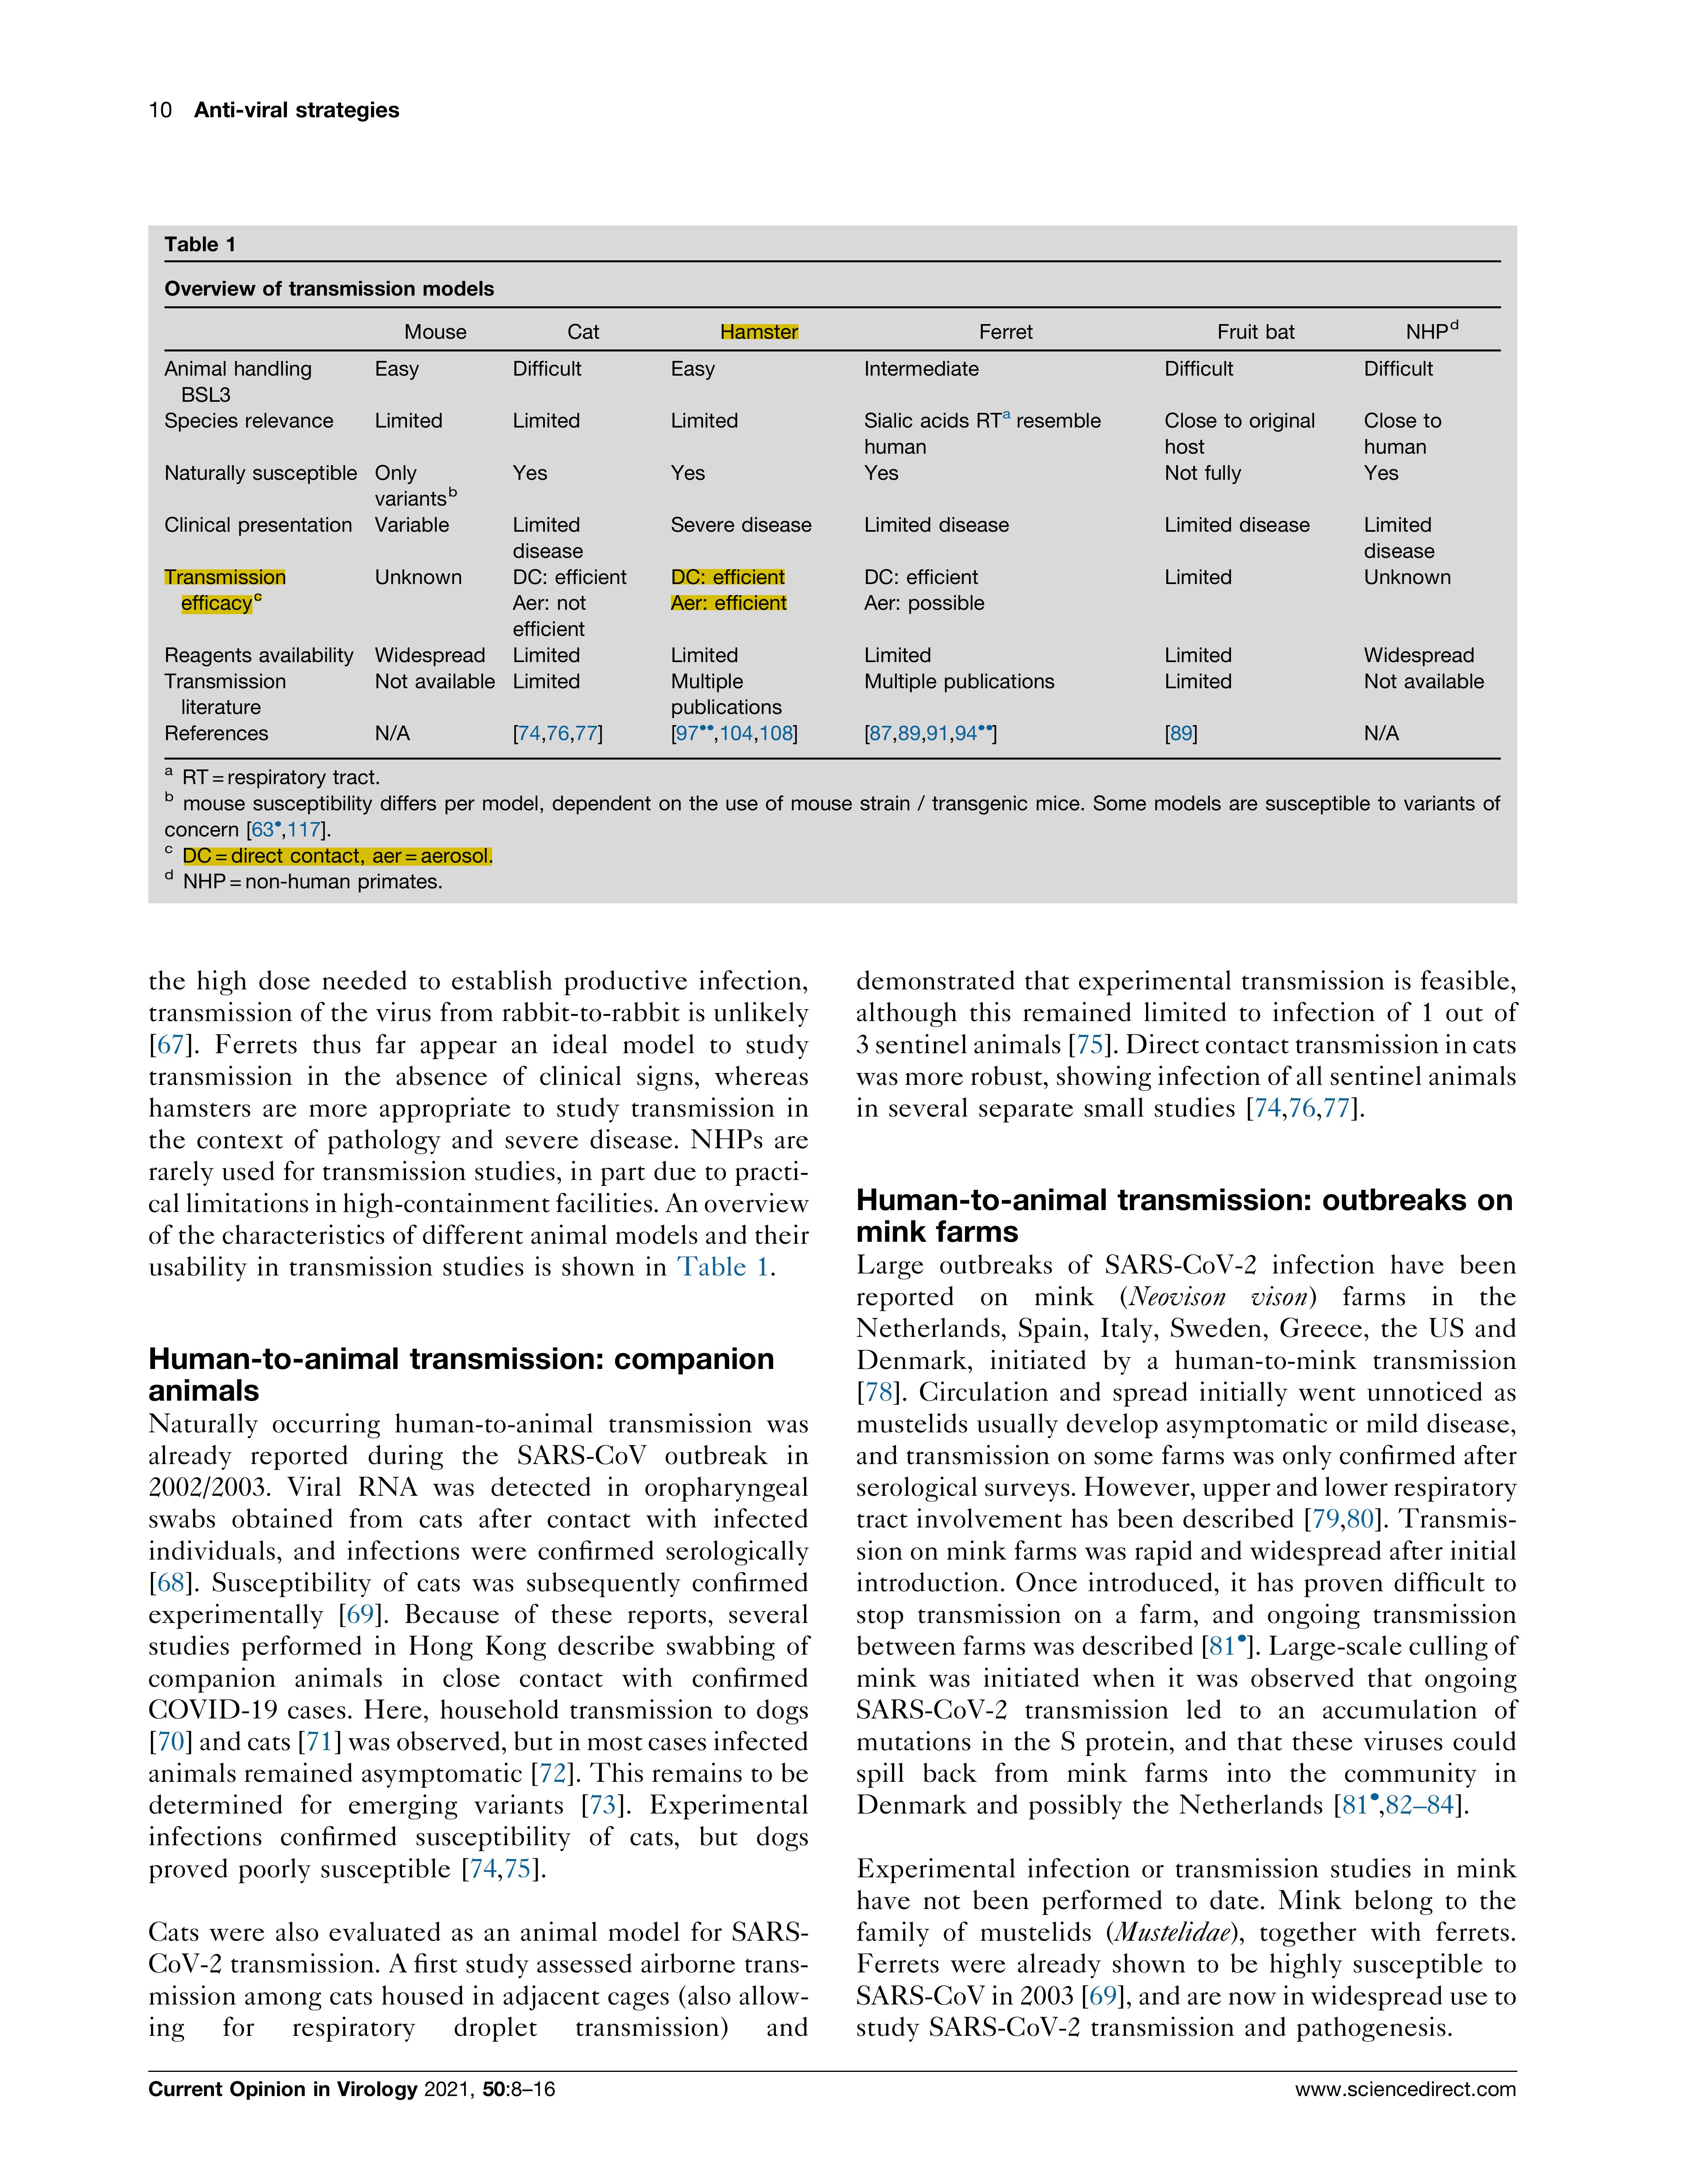 10 Anti-viral strategies
Table 1
Overview of transmission models
Mouse Cat Hamster Ferret Fruit bat NHPd
Animal handling Easy Difficult Easy Intermediate Difficult Difficult
BSL3
Species relevance Limited Limited Limited Sialic acids RTa resemble Close to original Close to
human host human
Naturally susceptible Only Yes Yes Yes Not fully Yes
variantsb
Clinical presentation Variable Limited Severe disease Limited disease Limited disease Limited
disease disease
Transmission Unknown DC: efficient DC: efficient DC: efficient Limited Unknown
efficacyc Aer: not Aer: efficient Aer: possible
efficient
Reagents availability Widespread Limited Limited Limited Limited Widespread
Transmission Not available Limited Multiple Multiple publications Limited Not available
literature publications
References N/A [74,76,77] [97••,104,108] [87,89,91,94••] [89] N/A
a RT = respiratory tract.
b mouse susceptibility differs per model, dependent on the use of mouse strain / transgenic mice. Some models are susceptible to variants of
concern [63•,117].
c DC = direct contact, aer = aerosol.
d NHP = non-human primates.
the high dose needed to establish productive infection,
transmission of the virus from rabbit-to-rabbit is unlikely
[67]. Ferrets thus far appear an ideal model to study
transmission in the absence of clinical signs, whereas
hamsters are more appropriate to study transmission in
the context of pathology and severe disease. NHPs are
rarely used for transmission studies, in part due to practi-
cal limitations in high-containment facilities. An overview
of the characteristics of different animal models and their
usability in transmission studies is shown in Table 1.
Human-to-animal transmission: companion
animals
Naturally occurring human-to-animal transmission was
already reported during the SARS-CoV outbreak in
2002/2003. Viral RNA was detected in oropharyngeal
swabs obtained from cats after contact with infected
individuals, and infections were confirmed serologically
[68]. Susceptibility of cats was subsequently confirmed
experimentally [69]. Because of these reports, several
studies performed in Hong Kong describe swabbing of
companion animals in close contact with confirmed
COVID-19 cases. Here, household transmission to dogs
[70] and cats [71] was observed, but in most cases infected
animals remained asymptomatic [72]. This remains to be
determined for emerging variants [73]. Experimental
infections confirmed susceptibility of cats, but dogs
proved poorly susceptible [74,75].
Cats were also evaluated as an animal model for SARS-
CoV-2 transmission. A first study assessed airborne trans-
mission among cats housed in adjacent cages (also allow-
ing for respiratory droplet transmission) and
demonstrated that experimental transmission is feasible,
although this remained limited to infection of 1 out of
3 sentinel animals [75]. Direct contact transmission in cats
was more robust, showing infection of all sentinel animals
in several separate small studies [74,76,77].
Human-to-animal transmission: outbreaks on
mink farms
Large outbreaks of SARS-CoV-2 infection have been
reported on mink (Neovison vison) farms in the
Netherlands, Spain, Italy, Sweden, Greece, the US and
Denmark, initiated by a human-to-mink transmission
[78]. Circulation and spread initially went unnoticed as
mustelids usually develop asymptomatic or mild disease,
and transmission on some farms was only confirmed after
serological surveys. However, upper and lower respiratory
tract involvement has been described [79,80]. Transmis-
sion on mink farms was rapid and widespread after initial
introduction. Once introduced, it has proven difficult to
stop transmission on a farm, and ongoing transmission
between farms was described [81•]. Large-scale culling of
mink was initiated when it was observed that ongoing
SARS-CoV-2 transmission led to an accumulation of
mutations in the S protein, and that these viruses could
spill back from mink farms into the community in
Denmark and possibly the Netherlands [81•,82–84].
Experimental infection or transmission studies in mink
have not been performed to date. Mink belong to the
family of mustelids (Mustelidae), together with ferrets.
Ferrets were already shown to be highly susceptible to
SARS-CoV in 2003 [69], and are now in widespread use to
study SARS-CoV-2 transmission and pathogenesis.
Current Opinion in Virology 2021, 50:8–16 www.sciencedirect.com